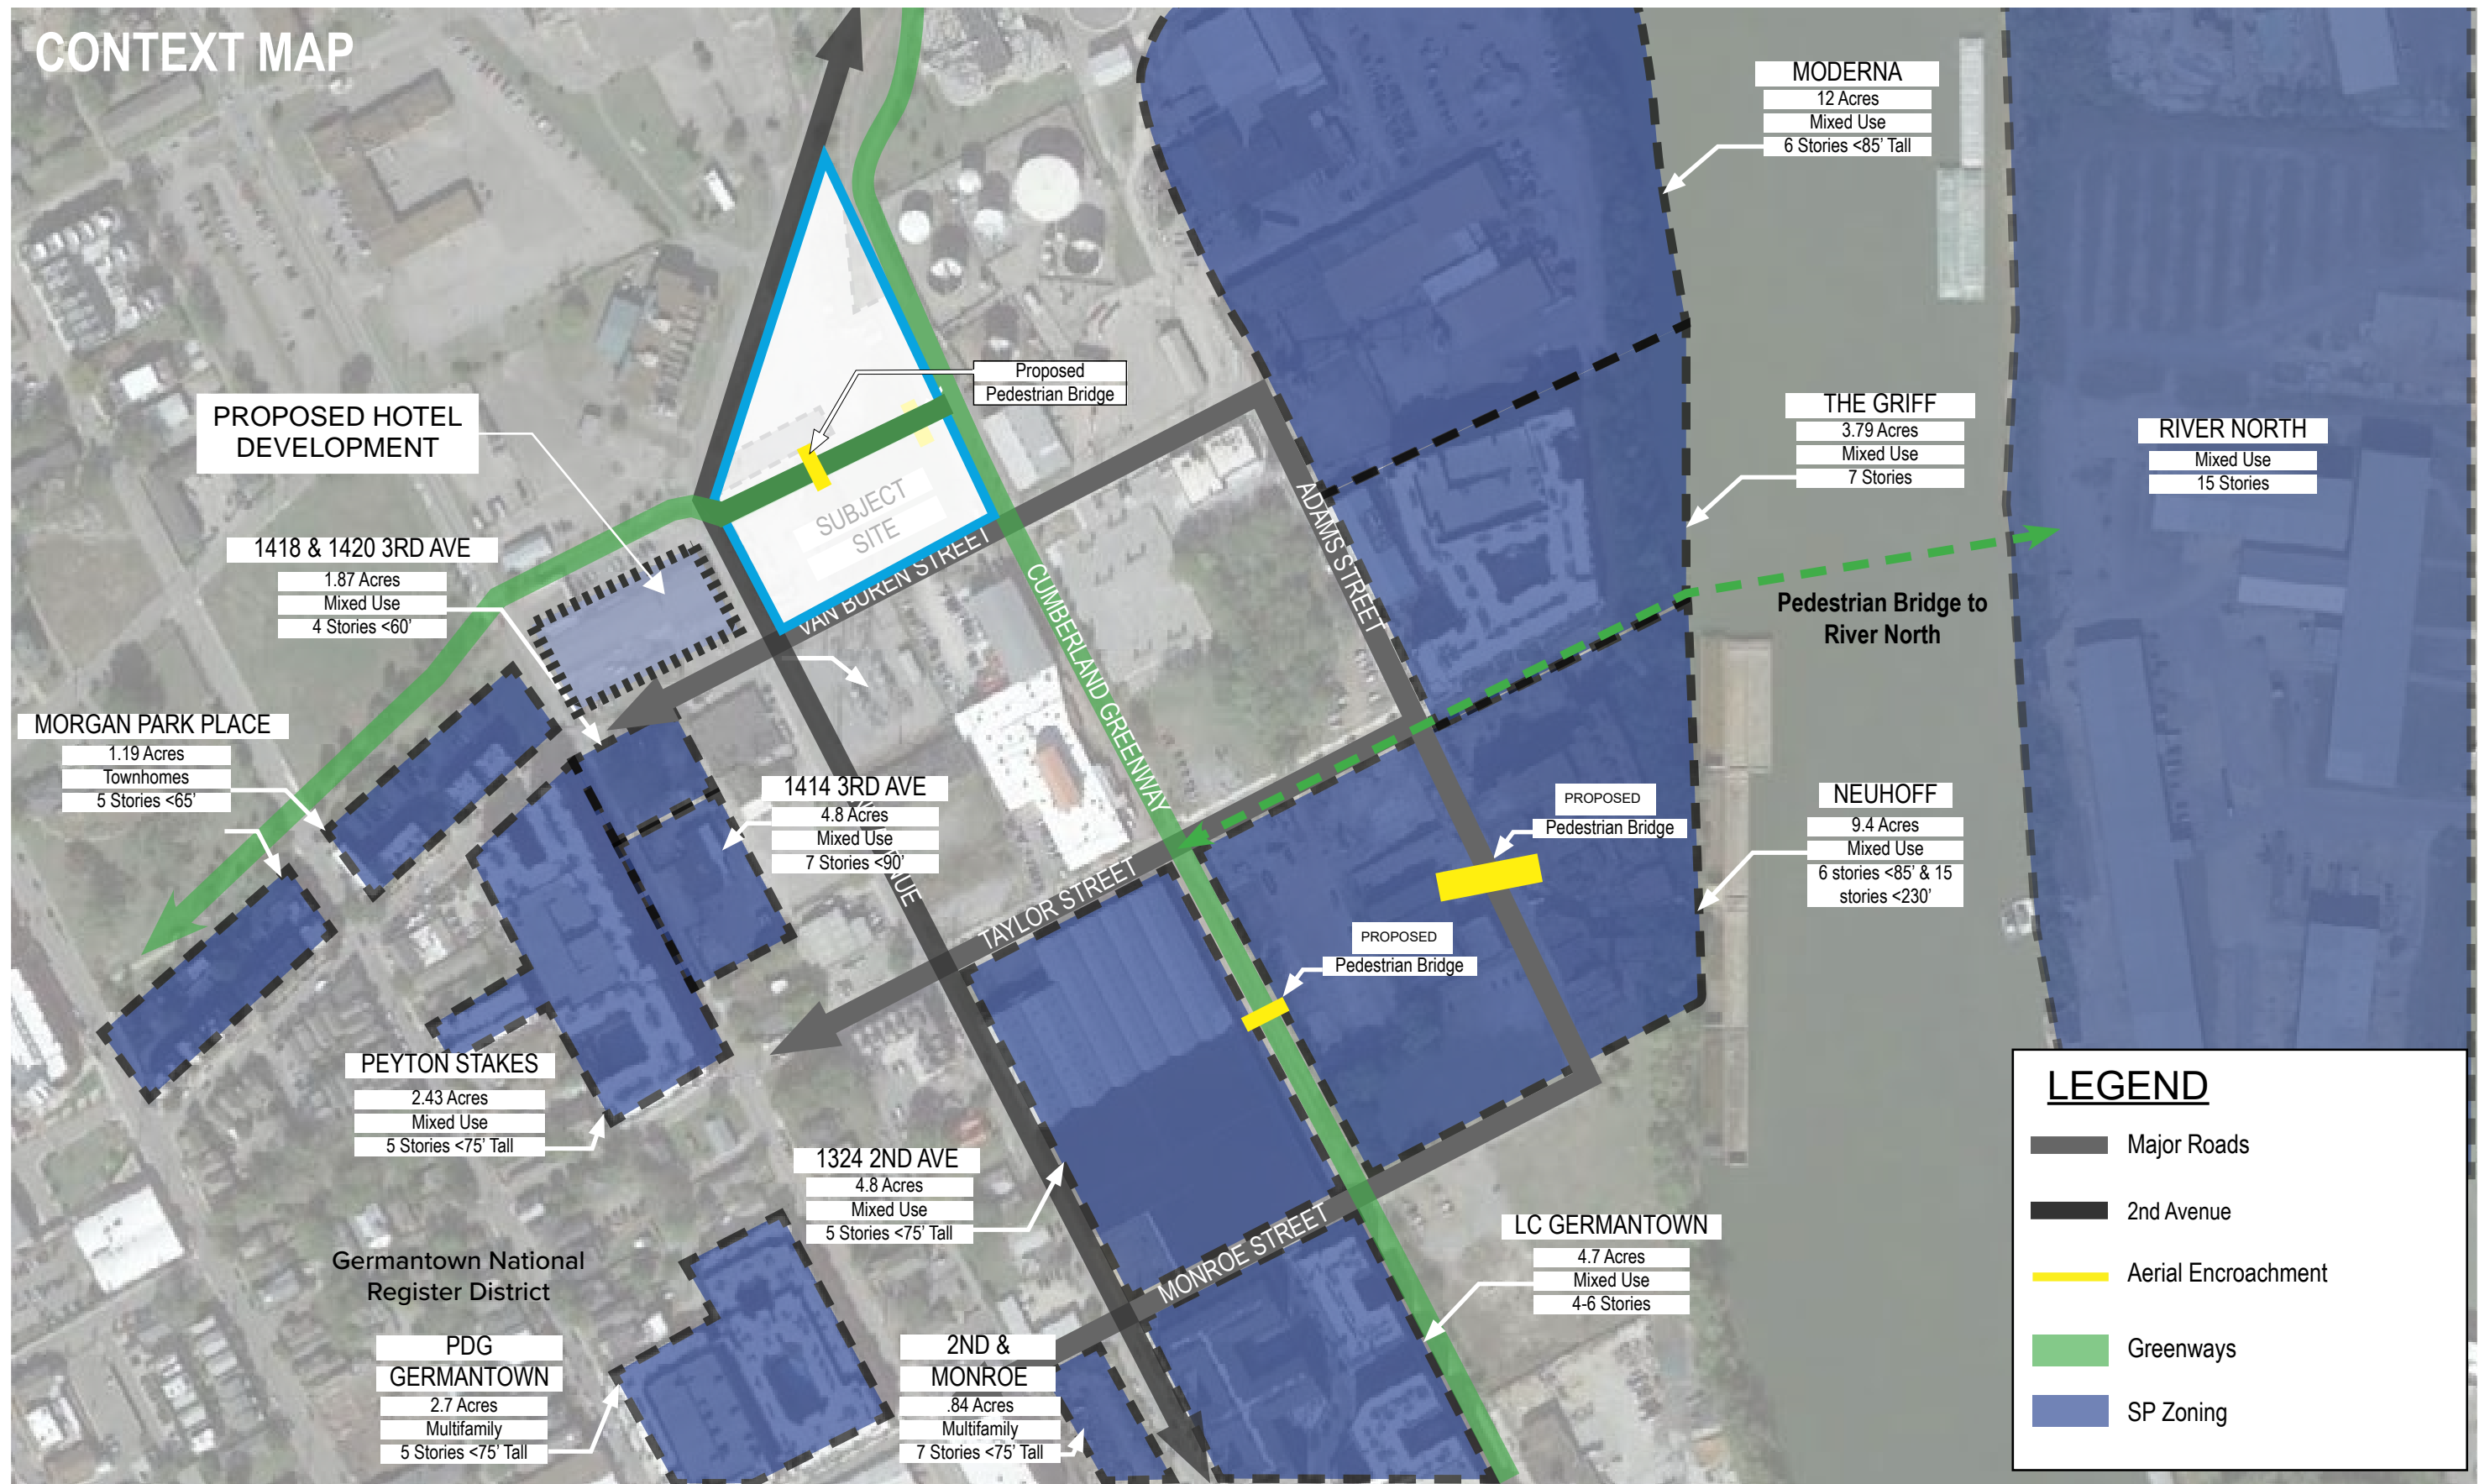 CONTEXT MAP
MODERNA
12 Acres
Mixed Use
6 Stories <85' Tall
Proposed
Pedestrian Bridge
PROPOSED HOTEL
DEVELOPMENT
THE GRIFF
3.79 Acres
Mixed Use
7 Stories
RIVER NORTH
Mixed Use
15 Stories
SUBJECT
SITE
ADAMS STREET
VAN BUREN STREET
1418 & 1420 3RD AVE
1.87 Acres
Mixed Use
4 Stories <60'
CUMBERLAND GREENWAY
Pedestrian Bridge to
River North
MORGAN PARK PLACE
1.19 Acres
Townhomes
5 Stories <65'
1414 3RD AVE
4.8 Acres
Mixed Use
7 Stories <90'
PROPOSED
Pedestrian Bridge
NEUHOFF
9.4 Acres
Mixed Use
6 stories <85' & 15
stories <230'
TAYLOR STREET
PROPOSED
Pedestrian Bridge
PEYTON STAKES
2.43 Acres
Mixed Use
5 Stories <75' Tall
1324 2ND AVE
4.8 Acres
Mixed Use
5 Stories <75' Tall
MONROE STREET
LC GERMANTOWN
4.7 Acres
Mixed Use
4-6 Stories
Germantown National
Register District
PDG
GERMANTOWN
2.7 Acres
Multifamily
5 Stories <75' Tall
2ND &
MONROE
.84 Acres
Multifamily
7 Stories <75' Tall
LEGEND
Major Roads
2nd Avenue
Aerial Encroachment
Greenways
SP Zoning